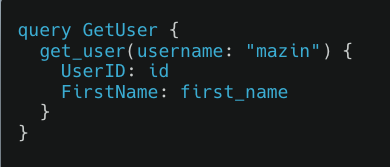 query GetUser {
  get_user(username: "mazin") {
    UserID: id
    FirstName: first_name
  }
}